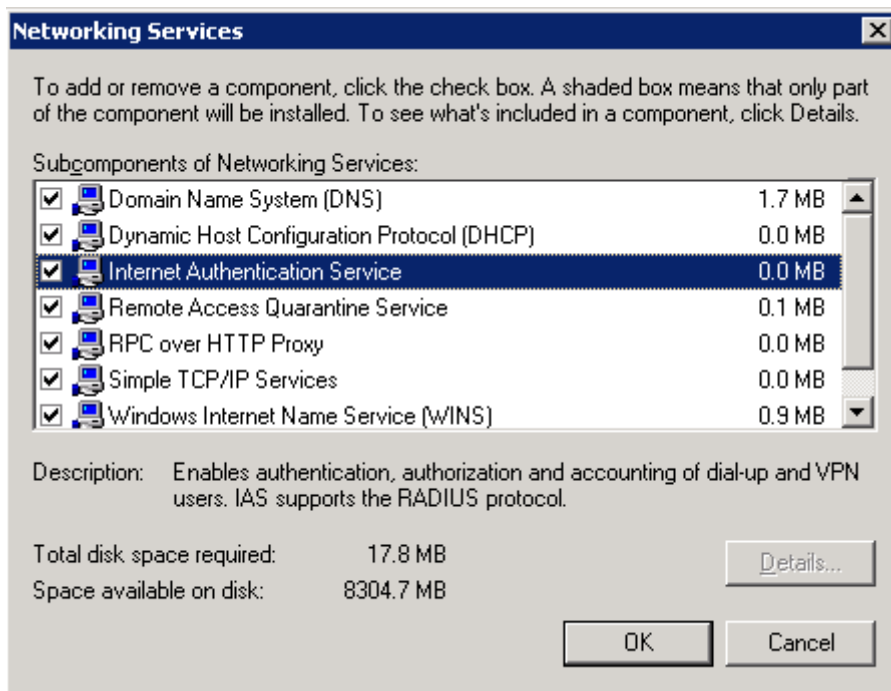 Networking Services
To add or remove a component, click the check box. A shaded box means that only part
of the component will be installed. To see what's included in a component, click Details.
Subcomponents of Networking Services:
Domain Name System (DNS) 1.7 MB
Dynamic Host Configuration Protocol (DHCP) 0.0 MB
Internet Authentication Service 0.0 MB
Remote Access Quarantine Service 0.1 MB
RPC over HTTP Proxy 0.0 MB
Simple TCP/IP Services 0.0 MB
Windows Internet Name Service (WINS) 0.9 MB
Description: Enables authentication, authorization and accounting of dial-up and VPN
users. IAS supports the RADIUS protocol.
Total disk space required: 17.8 MB
Space available on disk: 8304.7 MB
Details...
OK Cancel